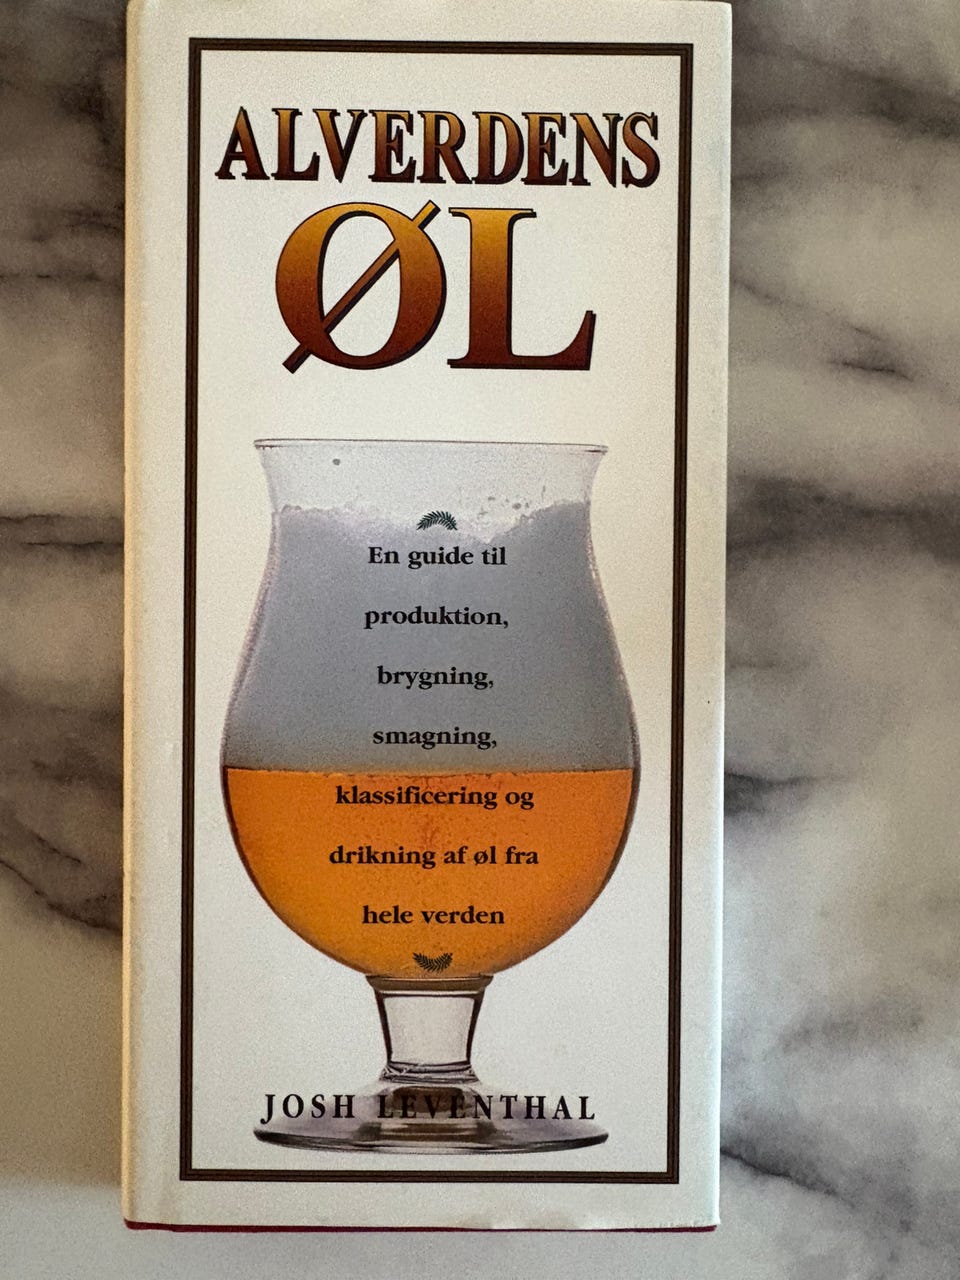 ALVERDENS
ØL
En guide til
produktion,
brygning,
smagning,
klassificering og
drikning af øl fra
hele verden
JOSH LEVENTHAL